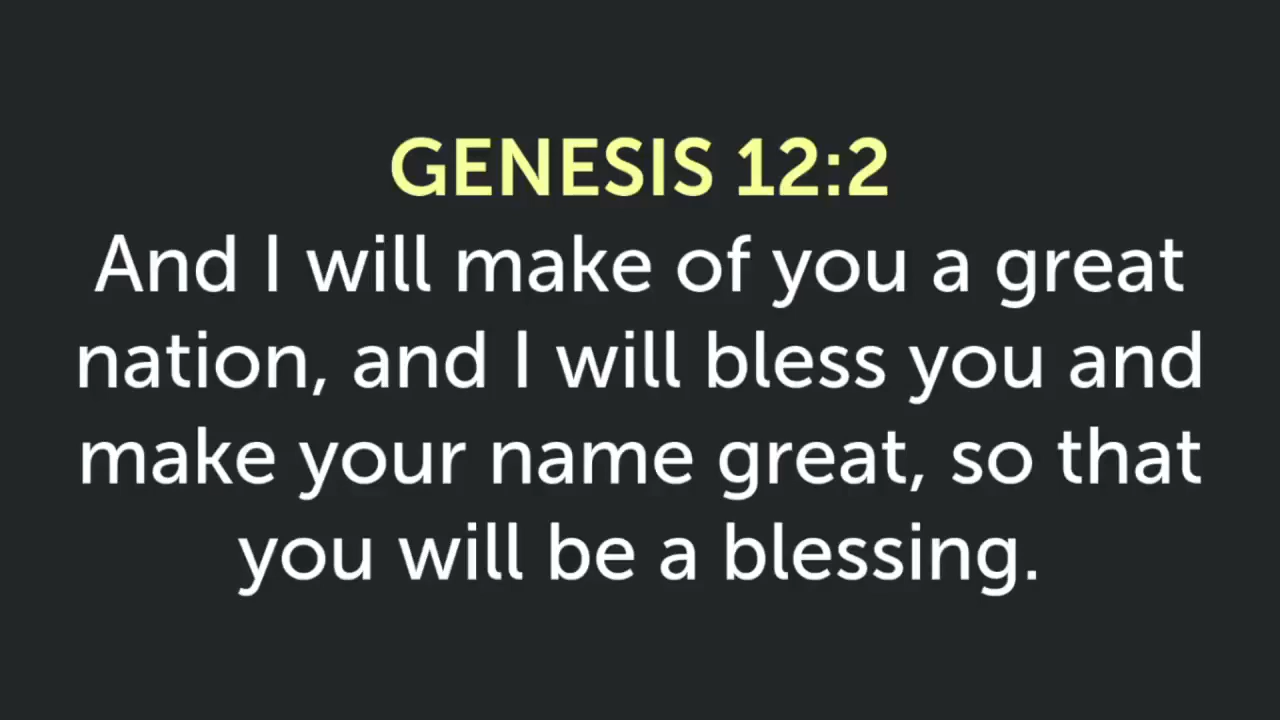 GENESIS 12:2
And I will make of you a great
nation, and I will bless you and
make your name great, so that
you will be a blessing.